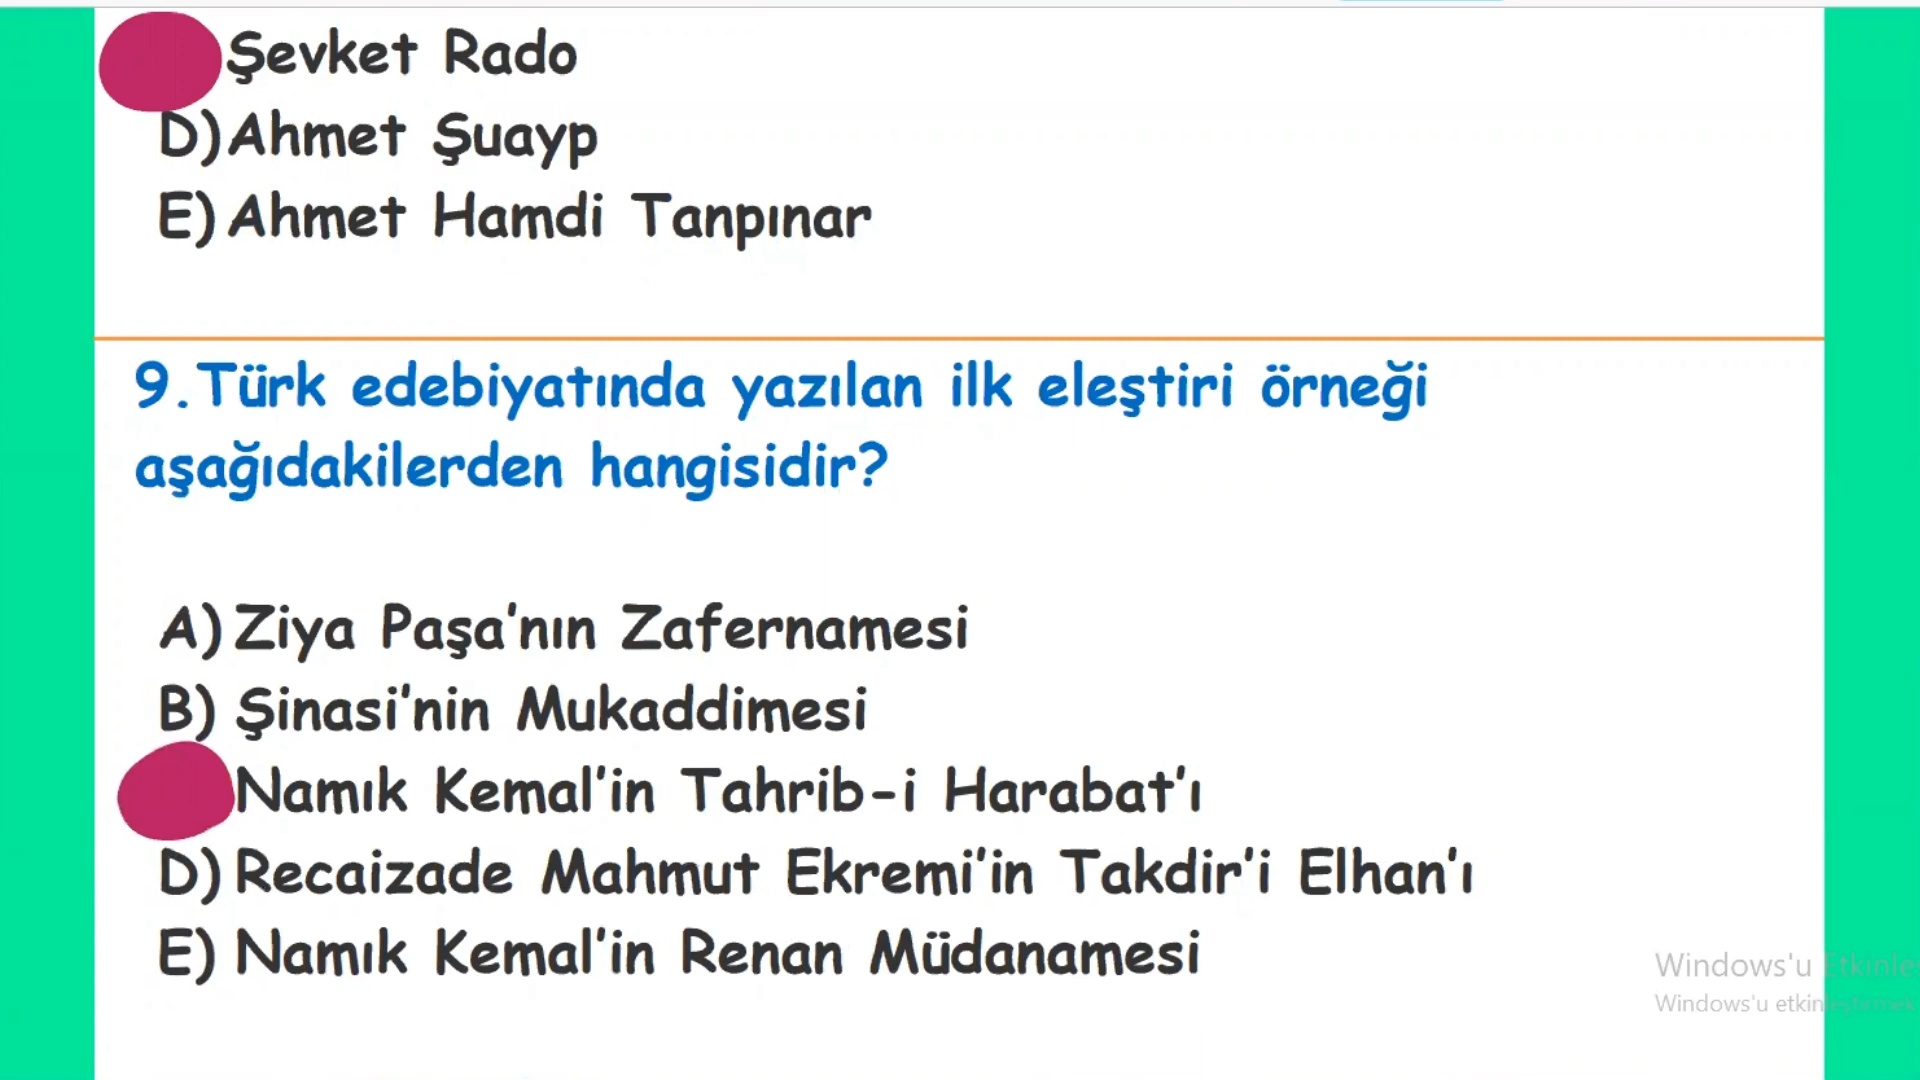 Şevket Rado
D) Ahmet Şuayp
E) Ahmet Hamdi Tanpınar
9.Türk edebiyatında yazılan ilk eleştiri örneği
aşağıdakilerden hangisidir?
A) Ziya Paşa'nın Zafernamesi
B) Şinasi'nin Mukaddimesi
Namık Kemal'in Tahrib-i Harabat'ı
D) Recaizade Mahmut Ekremi'in Takdir'i Elhan'ı
E) Namık Kemal'in Renan Müdanamesi
Windows'u Etkinleş
Windows'u etkinleştirmek